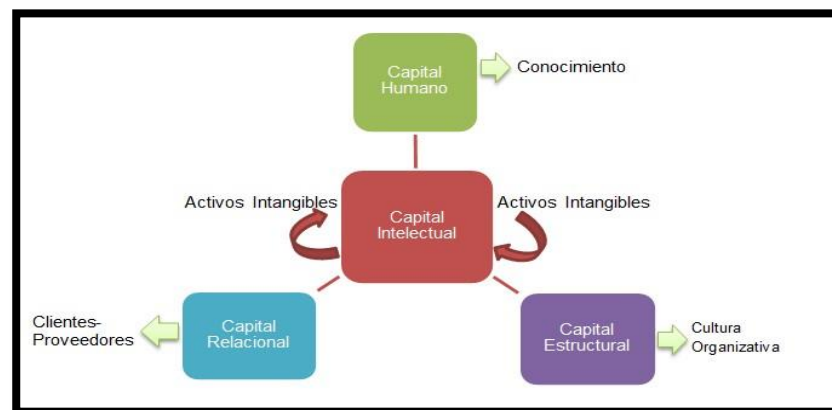 Capital
Humano
Conocimiento
Activos Intangibles
Activos Intangibles
Capital
Intelectual
Clientes-
Proveedores
Capital
Relacional
Capital
Estructural
Cultura
Organizativa